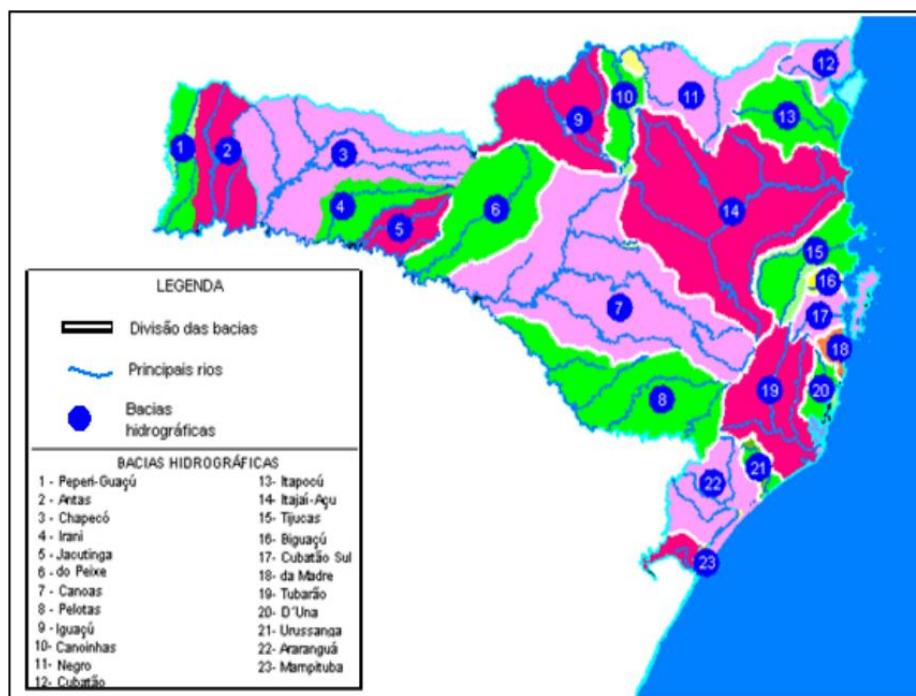 1
2
3
4
5
6
7
8
9
10
11
12
13
14
15
16
17
18
19
20
21
22
23
LEGENDA
Divisão das bacias
Principais rios
Bacias
hidrográficas
BACIAS HIDROGRÁFICAS
1 - Peperi-Guaçú
2 - Antas
3 - Chapecó
4 - Irani
5 - Jacutinga
6 - do Peixe
7 - Canoas
8 - Pelotas
9 - Iguaçú
10- Canoinhas
11- Negro
12- Cubatão
13- Itapocú
14- Itajaí-Açu
15- Tijucas
16- Biguaçú
17- Cubatão Sul
18- da Madre
19- Tubarão
20- D´Una
21- Urussanga
22- Araranguá
23- Mampituba